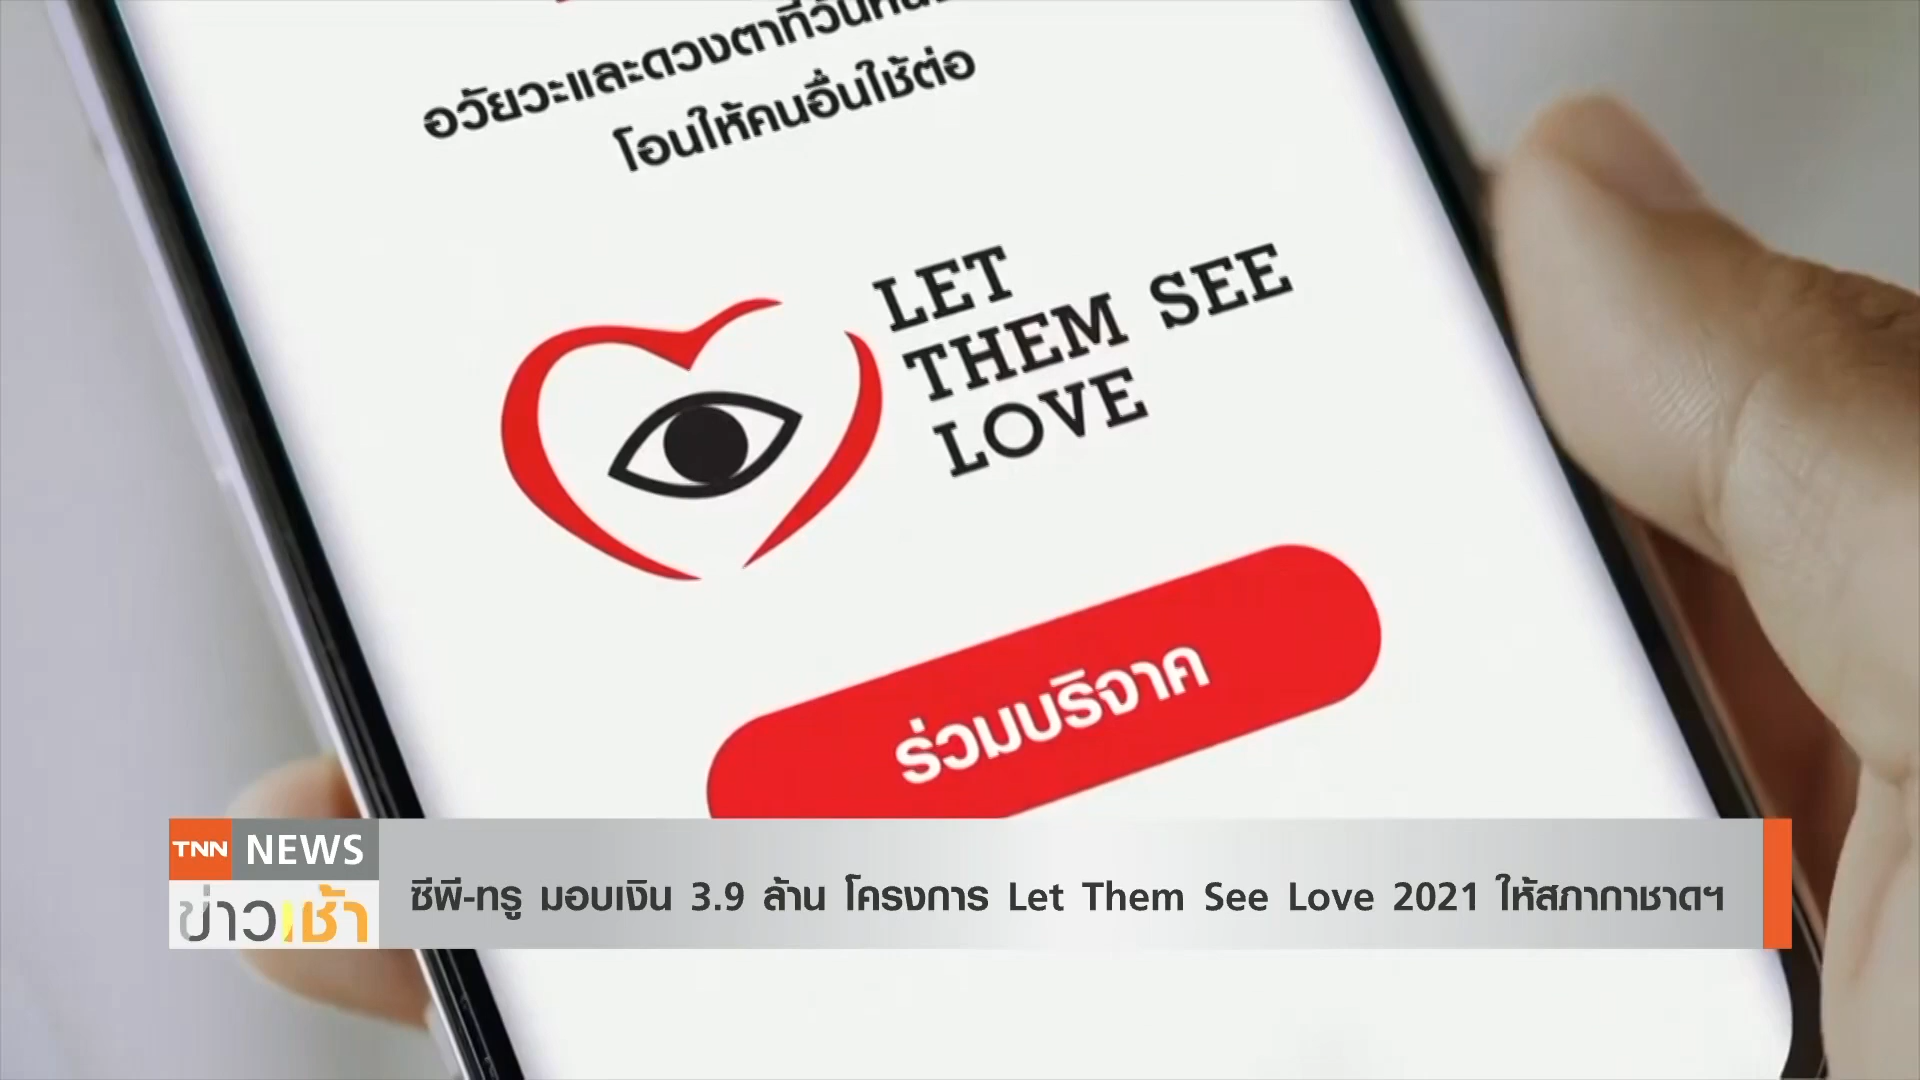 อวัยวะและดวงตาที่วันหนึ่ง
โอนให้คนอื่นใช้ต่อ
LET
THEM SEE
LOVE
ร่วมบริจาค
TNN NEWS
ข่าวเช้า
ซีพี-ทรู มอบเงิน 3.9 ล้าน โครงการ Let Them See Love 2021 ให้สภากาชาดฯ